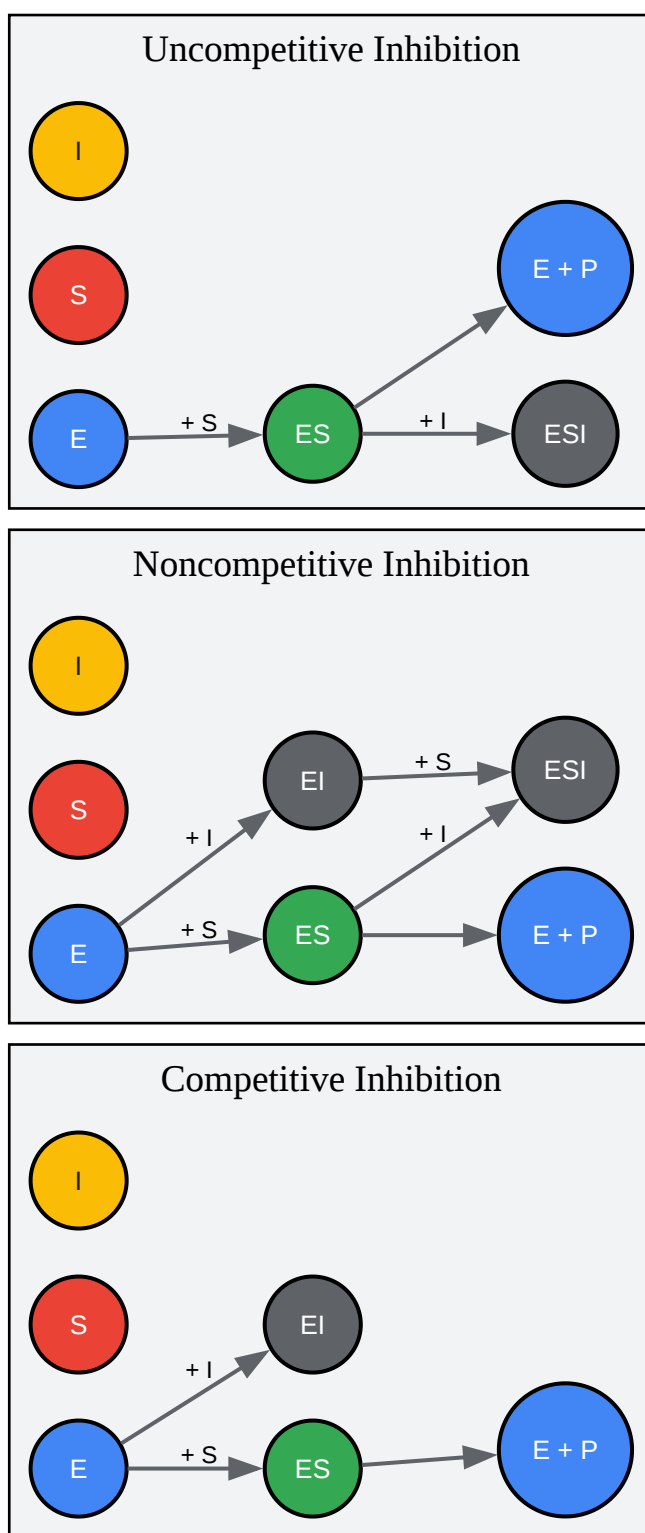 Uncompetitive Inhibition
I
S
E + P
E
+ S
ES
+ I
ESI
Noncompetitive Inhibition
I
S
EI
+ S
ESI
+ I
+ I
E
+ S
ES
E + P
Competitive Inhibition
I
S
EI
+ I
E
+ S
ES
E + P